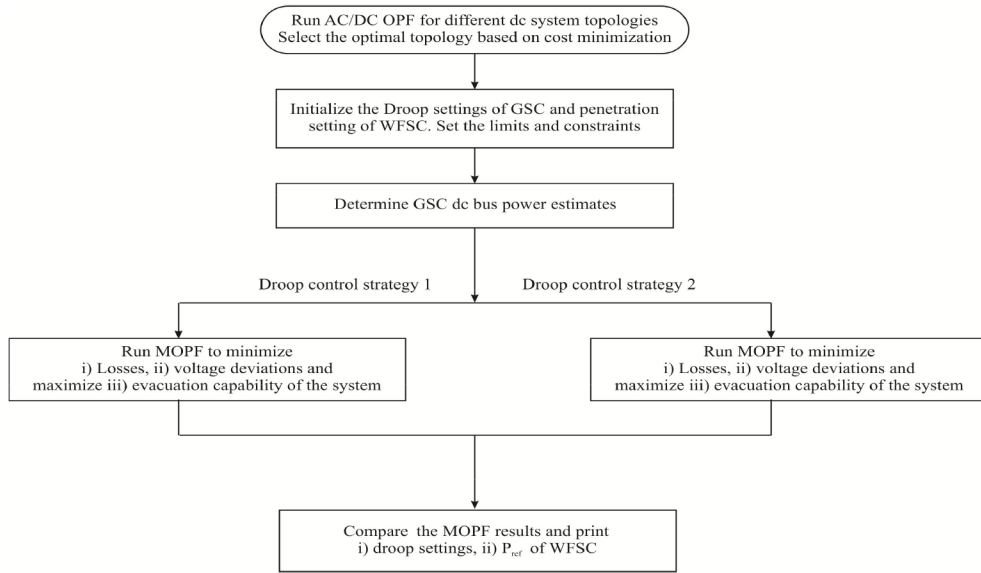 Run AC/DC OPF for different dc system topologies
Select the optimal topology based on cost minimization
Initialize the Droop settings of GSC and penetration
setting of WFSC. Set the limits and constraints
Determine GSC dc bus power estimates
Droop control strategy 1
Droop control strategy 2
Run MOPF to minimize
i) Losses, ii) voltage deviations and
maximize iii) evacuation capability of the system
Run MOPF to minimize
i) Losses, ii) voltage deviations and
maximize iii) evacuation capability of the system
Compare the MOPF results and print
i) droop settings, ii) Pref of WFSC